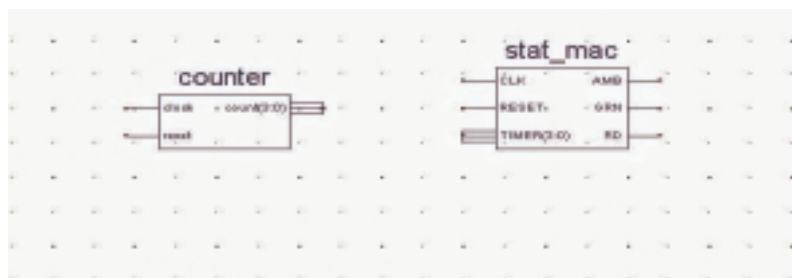 counter
clock count(3:0)
reset
stat_mac
CLK AMB
RESET GRN
TIMER(3:0) RD